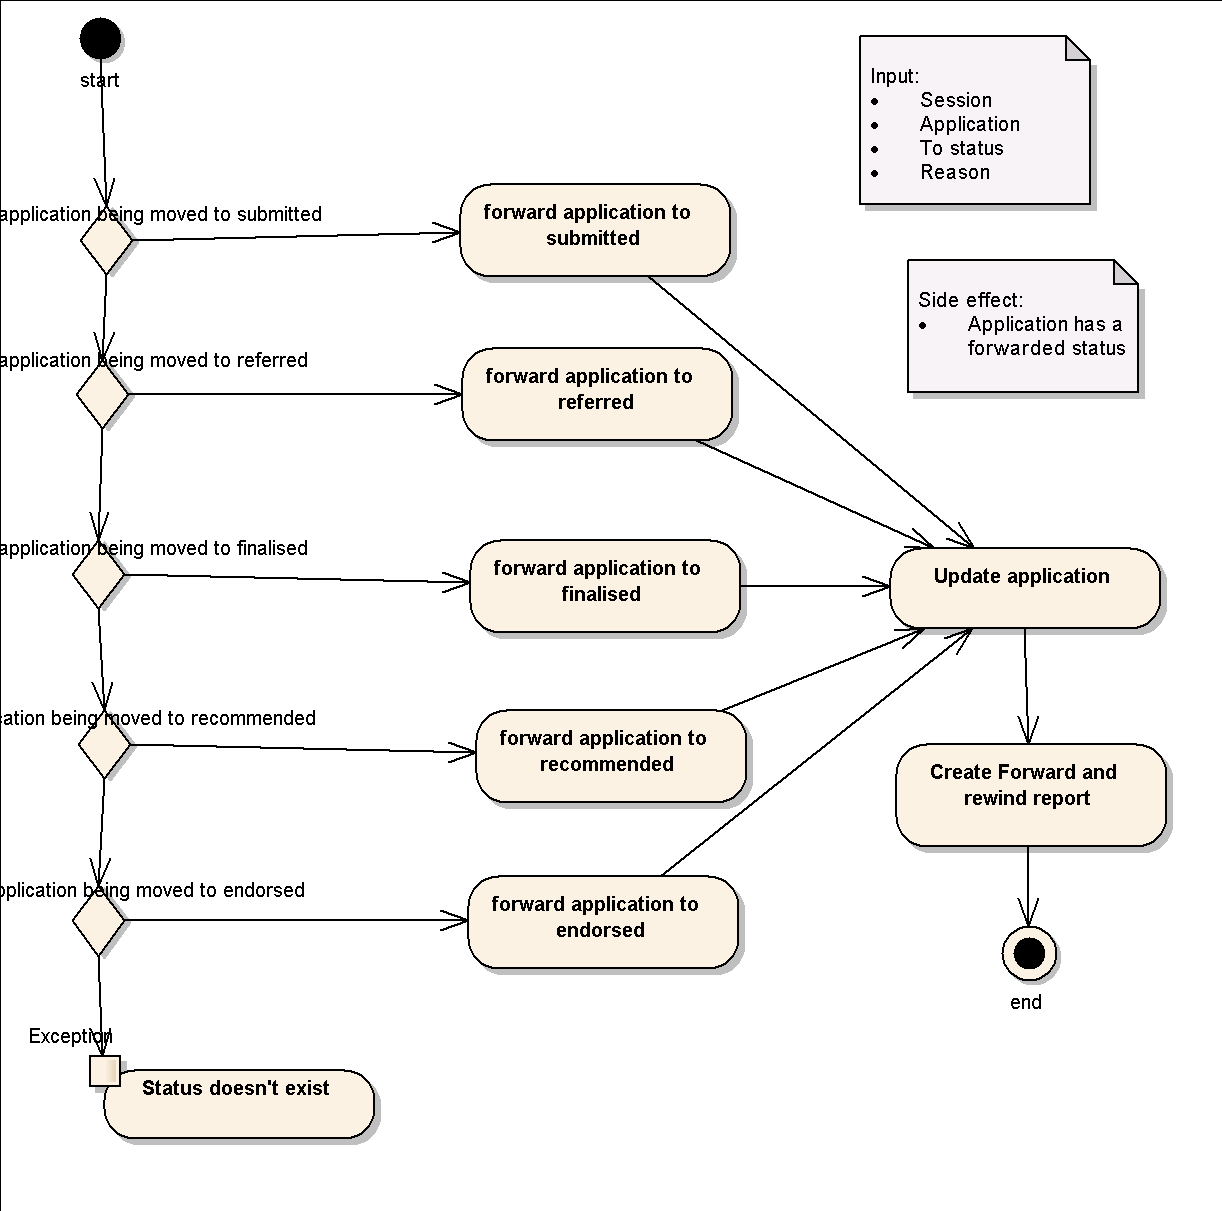 start
Input:
• Session
• Application
• To status
• Reason
application being moved to submitted
forward application to
submitted
Side effect:
• Application has a
forwarded status
application being moved to referred
forward application to
referred
application being moved to finalised
forward application to
finalised
Update application
being moved to recommended
forward application to
recommended
Create Forward and
rewind report
being moved to endorsed
forward application to
endorsed
end
Exception
Status doesn't exist